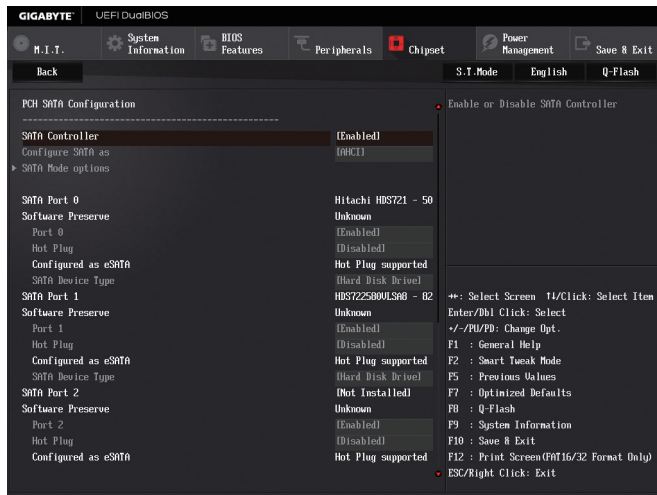 GIGABYTE™ UEFI DualBIOS
M.I.T. System Information BIOS Features Peripherals Chipset Power Management Save & Exit
Back S.T.Mode English Q-Flash
PCH SATA Configuration
Enable or Disable SATA Controller
------------------------------------------------
SATA Controller [Enabled]
Configure SATA as [AHCI]
SATA Mode options
SATA Port 0 Hitachi HDS721 - 50
Software Preserve Unknown
Port 0 [Enabled]
Hot Plug [Disabled]
Configured as eSATA Hot Plug supported
SATA Device Type [Hard Disk Drive]
SATA Port 1 HDS722580VLSA8 - 82
Software Preserve Unknown
Port 1 [Enabled]
Hot Plug [Disabled]
Configured as eSATA Hot Plug supported
SATA Device Type [Hard Disk Drive]
SATA Port 2 [Not Installed]
Software Preserve Unknown
Port 2 [Enabled]
Hot Plug [Disabled]
Configured as eSATA Hot Plug supported
→←: Select Screen ↑↓/Click: Select Item
Enter/Dbl Click: Select
+/-/PU/PD: Change Opt.
F1 : General Help
F2 : Smart Tweak Mode
F5 : Previous Values
F7 : Optimized Defaults
F8 : Q-Flash
F9 : System Information
F10 : Save & Exit
F12 : Print Screen(FAT16/32 Format Only)
ESC/Right Click: Exit